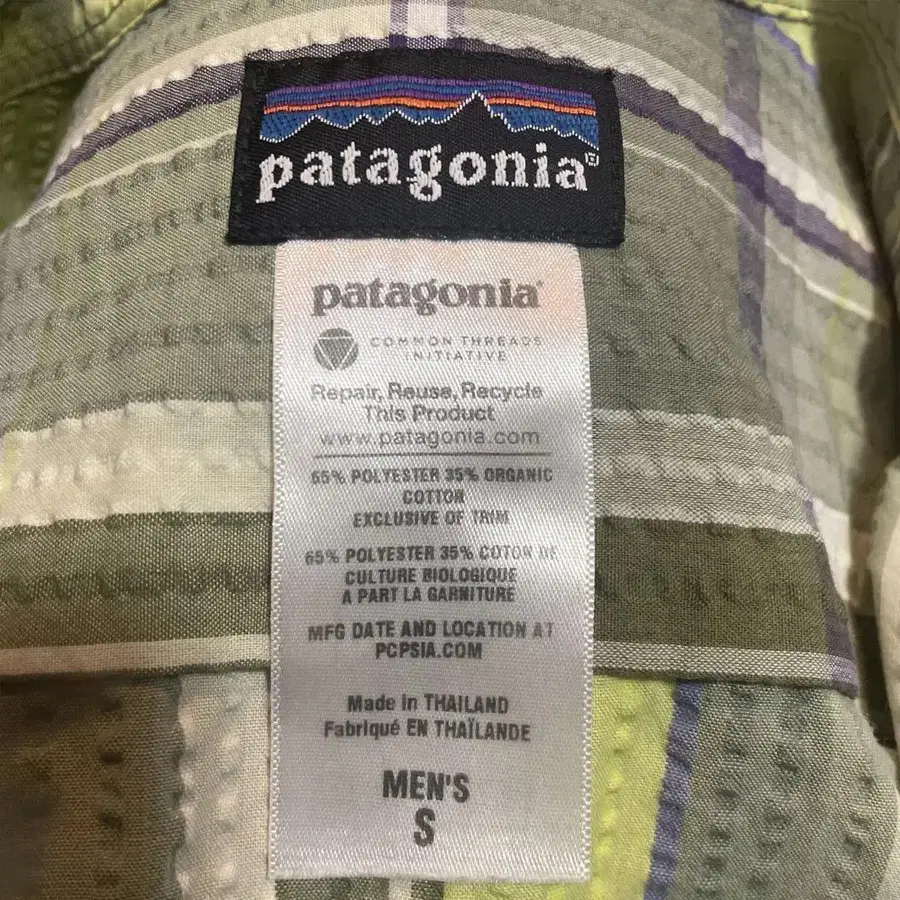 patagonia®
patagonia®
COMMON THREADS
INITIATIVE
Repair, Reuse, Recycle
This Product
www.patagonia.com
65% POLYESTER 35% ORGANIC
COTTON
EXCLUSIVE OF TRIM
65% POLYESTER 35% COTON DE
CULTURE BIOLOGIQUE
A PART LA GARNITURE
MFG DATE AND LOCATION AT
PCPSIA.COM
Made in THAILAND
Fabriqué EN THAÏLANDE
MEN'S
S